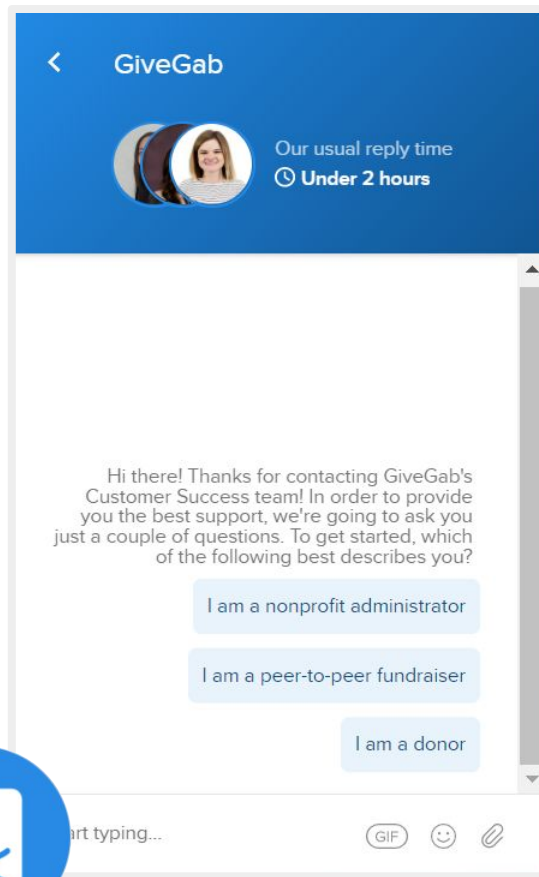 GiveGab
Our usual reply time
Under 2 hours
Hi there! Thanks for contacting GiveGab's
Customer Success team! In order to provide
you the best support, we're going to ask you
just a couple of questions. To get started, which
of the following best describes you?
I am a nonprofit administrator
I am a peer-to-peer fundraiser
I am a donor
typing...
GIF